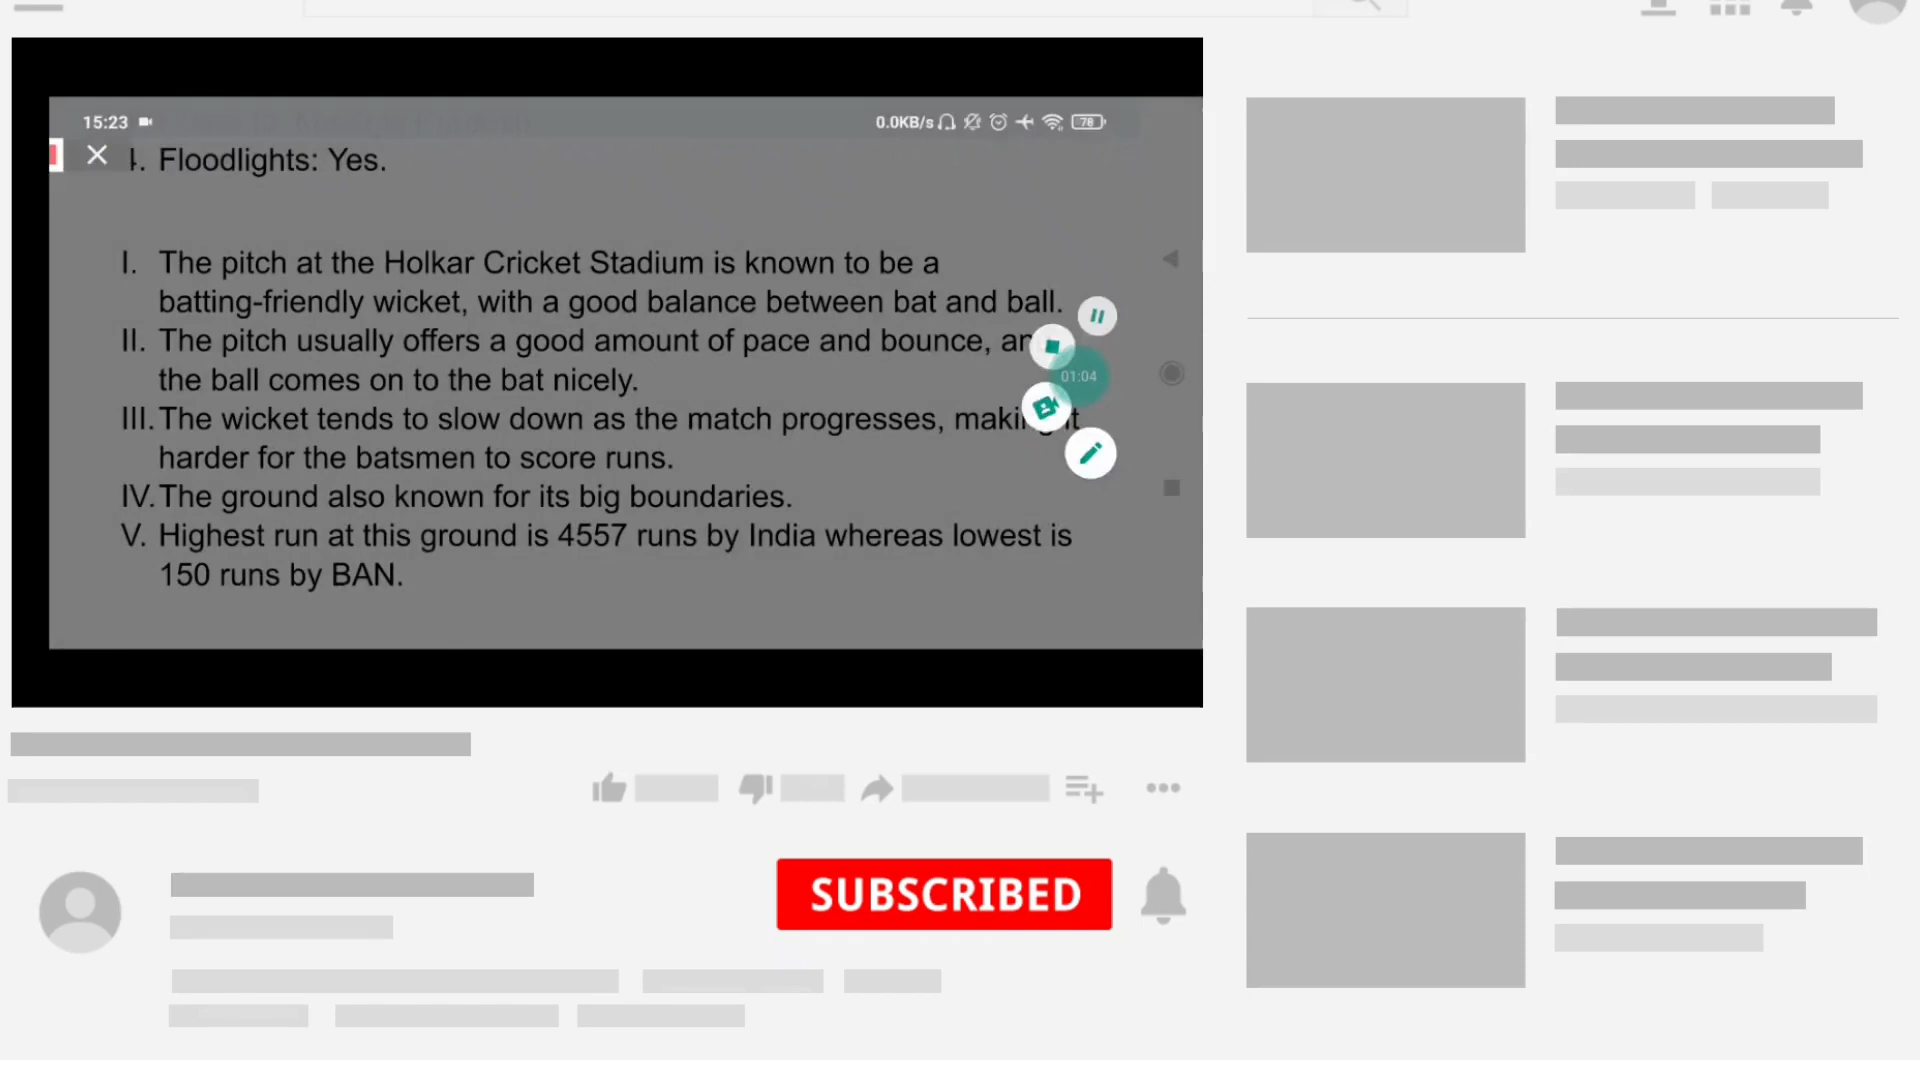 15:23 0.0KB/s 78
. Floodlights: Yes.
I. The pitch at the Holkar Cricket Stadium is known to be a
batting-friendly wicket, with a good balance between bat and ball.
II. The pitch usually offers a good amount of pace and bounce,
the ball comes on to the bat nicely.
01:04
III. The wicket tends to slow down as the match progresses,
harder for the batsmen to score runs.
IV. The ground also known for its big boundaries.
V. Highest run at this ground is 4557 runs by India whereas lowest is
150 runs by BAN.
SUBSCRIBED